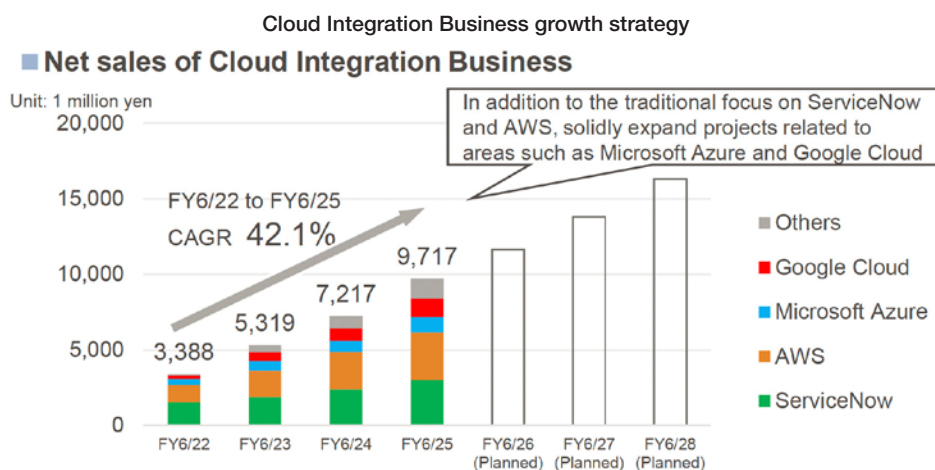 Cloud Integration Business growth strategy
Net sales of Cloud Integration Business
Unit: 1 million yen
In addition to the traditional focus on ServiceNow
and AWS, solidly expand projects related to
areas such as Microsoft Azure and Google Cloud
20,000
15,000
10,000
5,000
0
FY6/22 to FY6/25
CAGR 42.1%
3,388
5,319
7,217
9,717
Others
Google Cloud
Microsoft Azure
AWS
ServiceNow
FY6/22 FY6/23 FY6/24 FY6/25 FY6/26 FY6/27 FY6/28
(Planned) (Planned) (Planned)